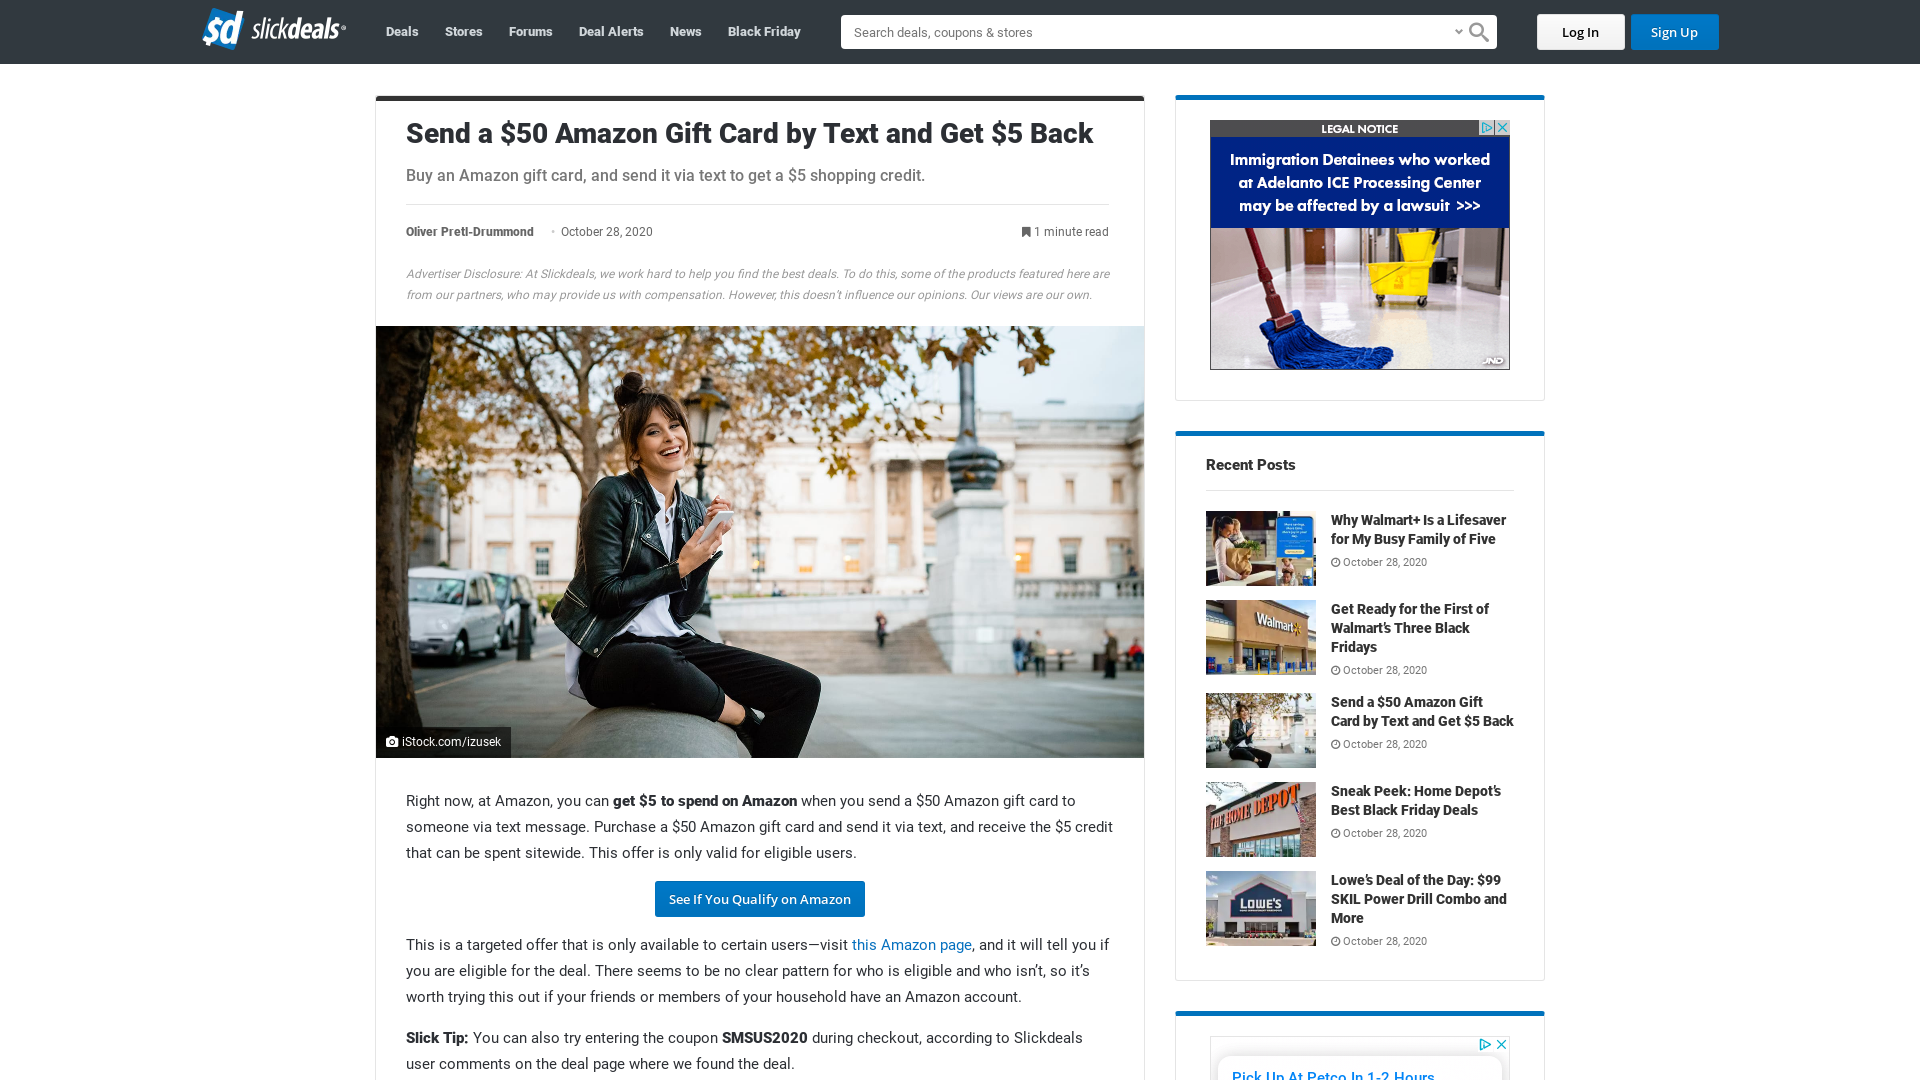 sd slickdeals
Deals
Stores
Forums
Deal Alerts
News
Black Friday
Search deals, coupons & stores
Log In
Sign Up
Send a $50 Amazon Gift Card by Text and Get $5 Back
Buy an Amazon gift card, and send it via text to get a $5 shopping credit.
Oliver Pretl-Drummond • October 28, 2020
1 minute read
Advertiser Disclosure: At Slickdeals, we work hard to help you find the best deals. To do this, some of the products featured here are
from our partners, who may provide us with compensation. However, this doesn’t influence our opinions. Our views are our own.
iStock.com/izusek
Right now, at Amazon, you can get $5 to spend on Amazon when you send a $50 Amazon gift card to
someone via text message. Purchase a $50 Amazon gift card and send it via text, and receive the $5 credit
that can be spent sitewide. This offer is only valid for eligible users.
See If You Qualify on Amazon
This is a targeted offer that is only available to certain users—visit this Amazon page, and it will tell you if
you are eligible for the deal. There seems to be no clear pattern for who is eligible and who isn’t, so it’s
worth trying this out if your friends or members of your household have an Amazon account.
Slick Tip: You can also try entering the coupon SMSUS2020 during checkout, according to Slickdeals
user comments on the deal page where we found the deal.
LEGAL NOTICE
Immigration Detainees who worked
at Adelanto ICE Processing Center
may be affected by a lawsuit >>>
JND
Recent Posts
Why Walmart+ Is a Lifesaver
for My Busy Family of Five
October 28, 2020
Walmart
Get Ready for the First of
Walmart’s Three Black
Fridays
October 28, 2020
Send a $50 Amazon Gift
Card by Text and Get $5 Back
October 28, 2020
THE HOME DEPOT
Sneak Peek: Home Depot’s
Best Black Friday Deals
October 28, 2020
LOWE'S
Lowe’s Deal of the Day: $99
SKIL Power Drill Combo and
More
October 28, 2020
Pick Up At Petco In 1-2 Hours